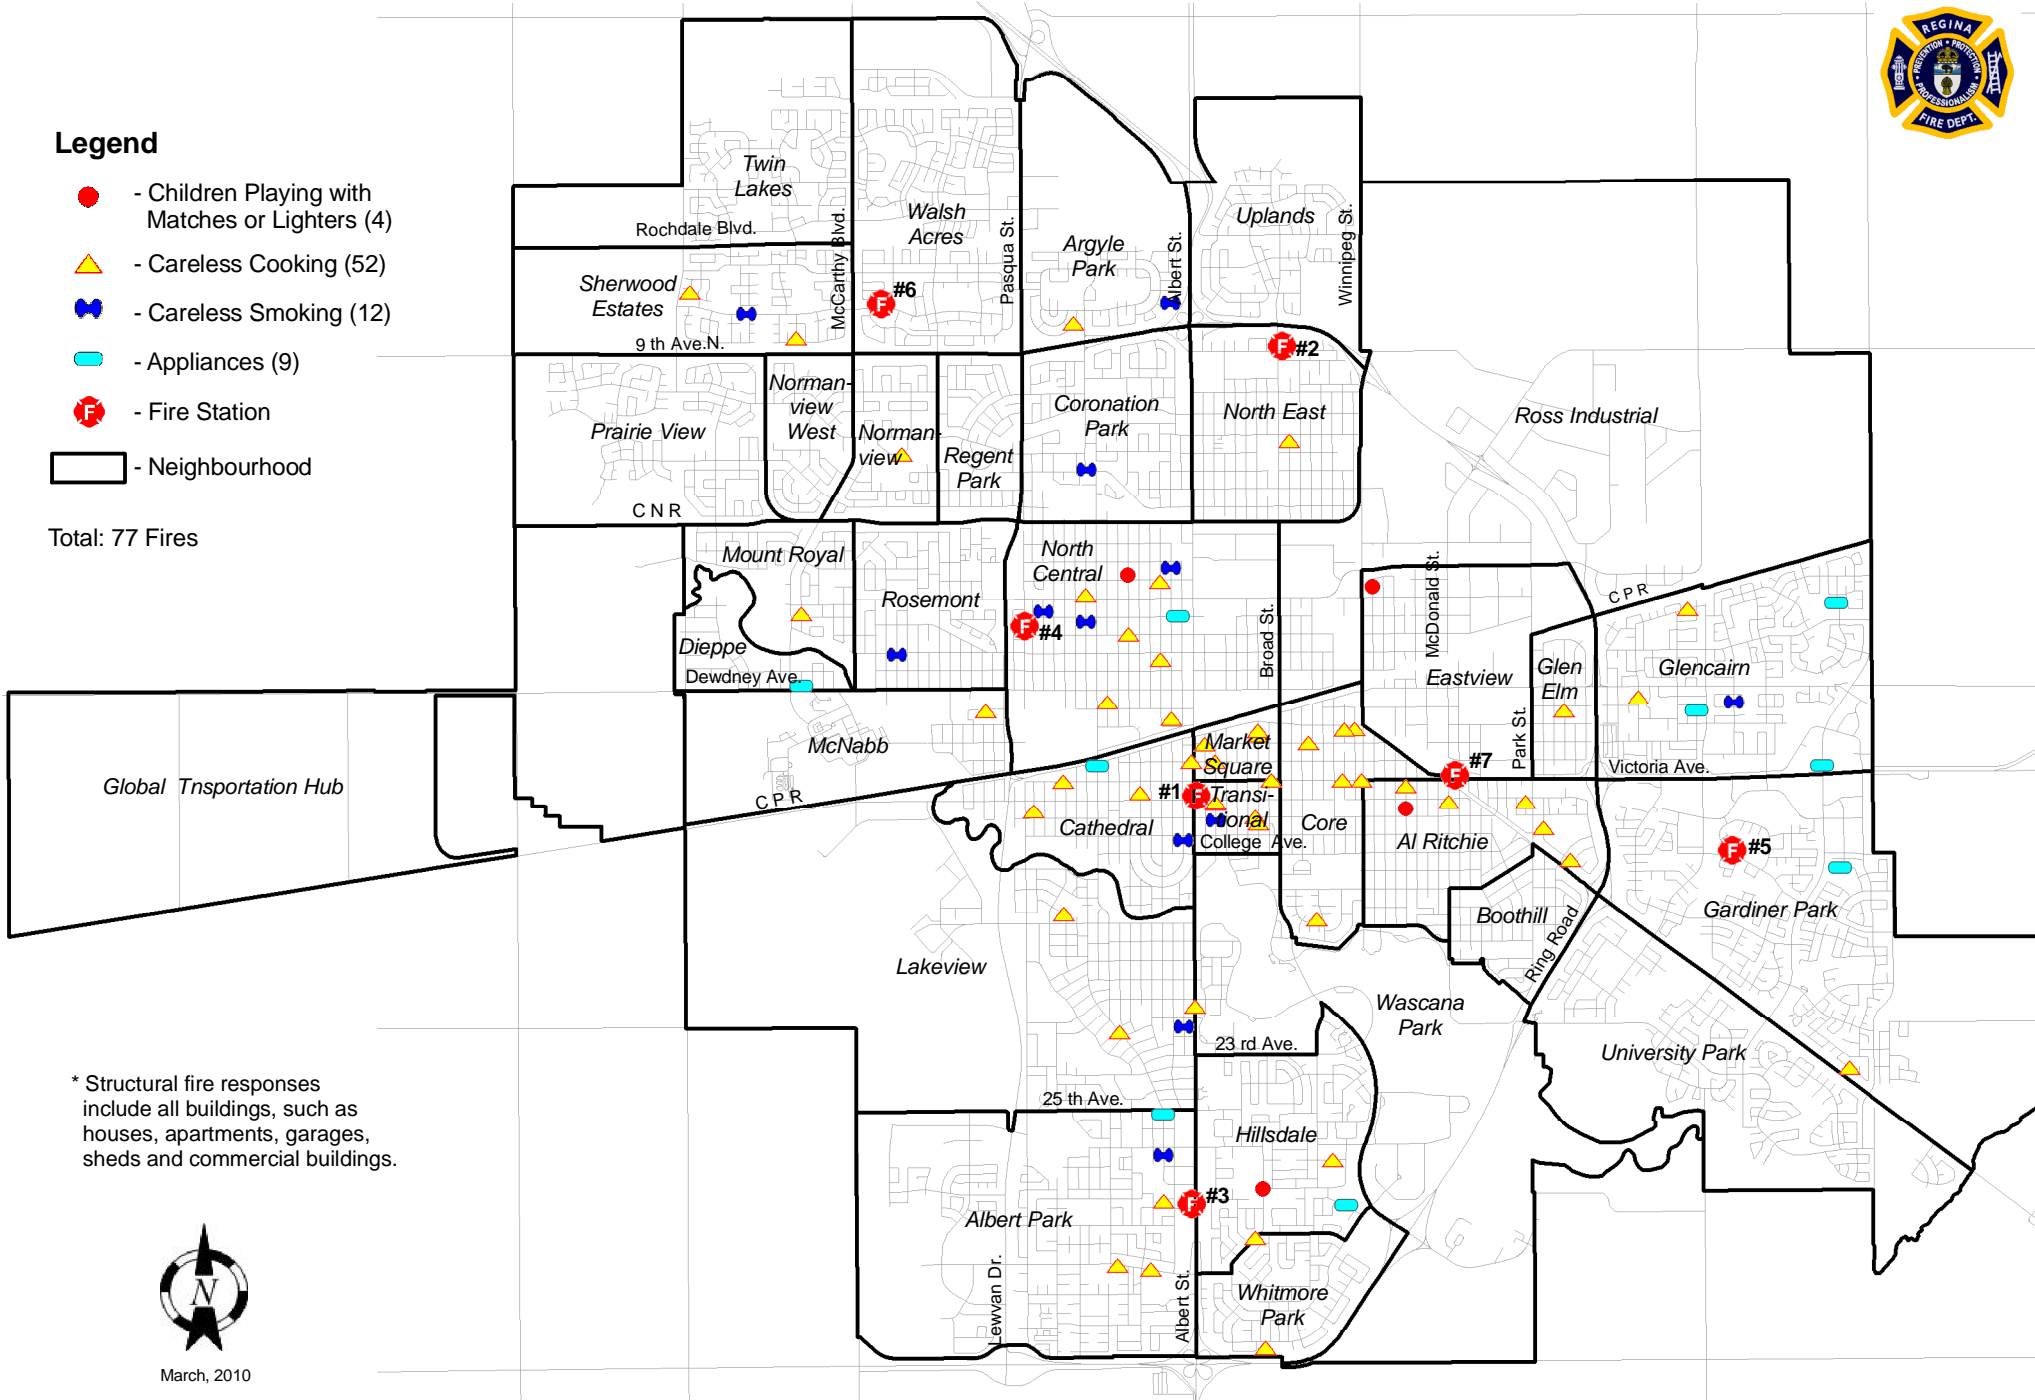 REGINA
PREVENTION • PROTECTION
PROFESSIONALISM
FIRE DEPT.
Legend
- Children Playing with
Matches or Lighters (4)
- Careless Cooking (52)
- Careless Smoking (12)
- Appliances (9)
F - Fire Station
- Neighbourhood
Total: 77 Fires
Twin
Lakes
Rochdale Blvd.
McCarthy Blvd.
Walsh
Acres
Pasqua St.
Argyle
Park
Albert St.
Uplands
Winnipeg St.
Sherwood
Estates
F #6
9 th Ave.N.
F #2
Norman-
view
West
Prairie View
Norman-
view
Regent
Park
Coronation
Park
North East
Ross Industrial
C N R
Mount Royal
North
Central
Rosemont
F #4
Broad St.
McDonald St.
C P R
Dieppe
Dewdney Ave.
Eastview
Glen
Elm
Glencairn
Park St.
McNabb
Market
Square
F #7
Victoria Ave.
Global Tnsportation Hub
C P R
#1 F
Transi-
tional
Cathedral
Core
College Ave.
Al Ritchie
F #5
Boothill
Gardiner Park
Ring Road
Lakeview
Wascana
Park
23 rd Ave.
University Park
25 th Ave.
Hillsdale
F #3
Albert Park
Lewvan Dr.
Albert St.
Whitmore
Park
* Structural fire responses
include all buildings, such as
houses, apartments, garages,
sheds and commercial buildings.
N
March, 2010